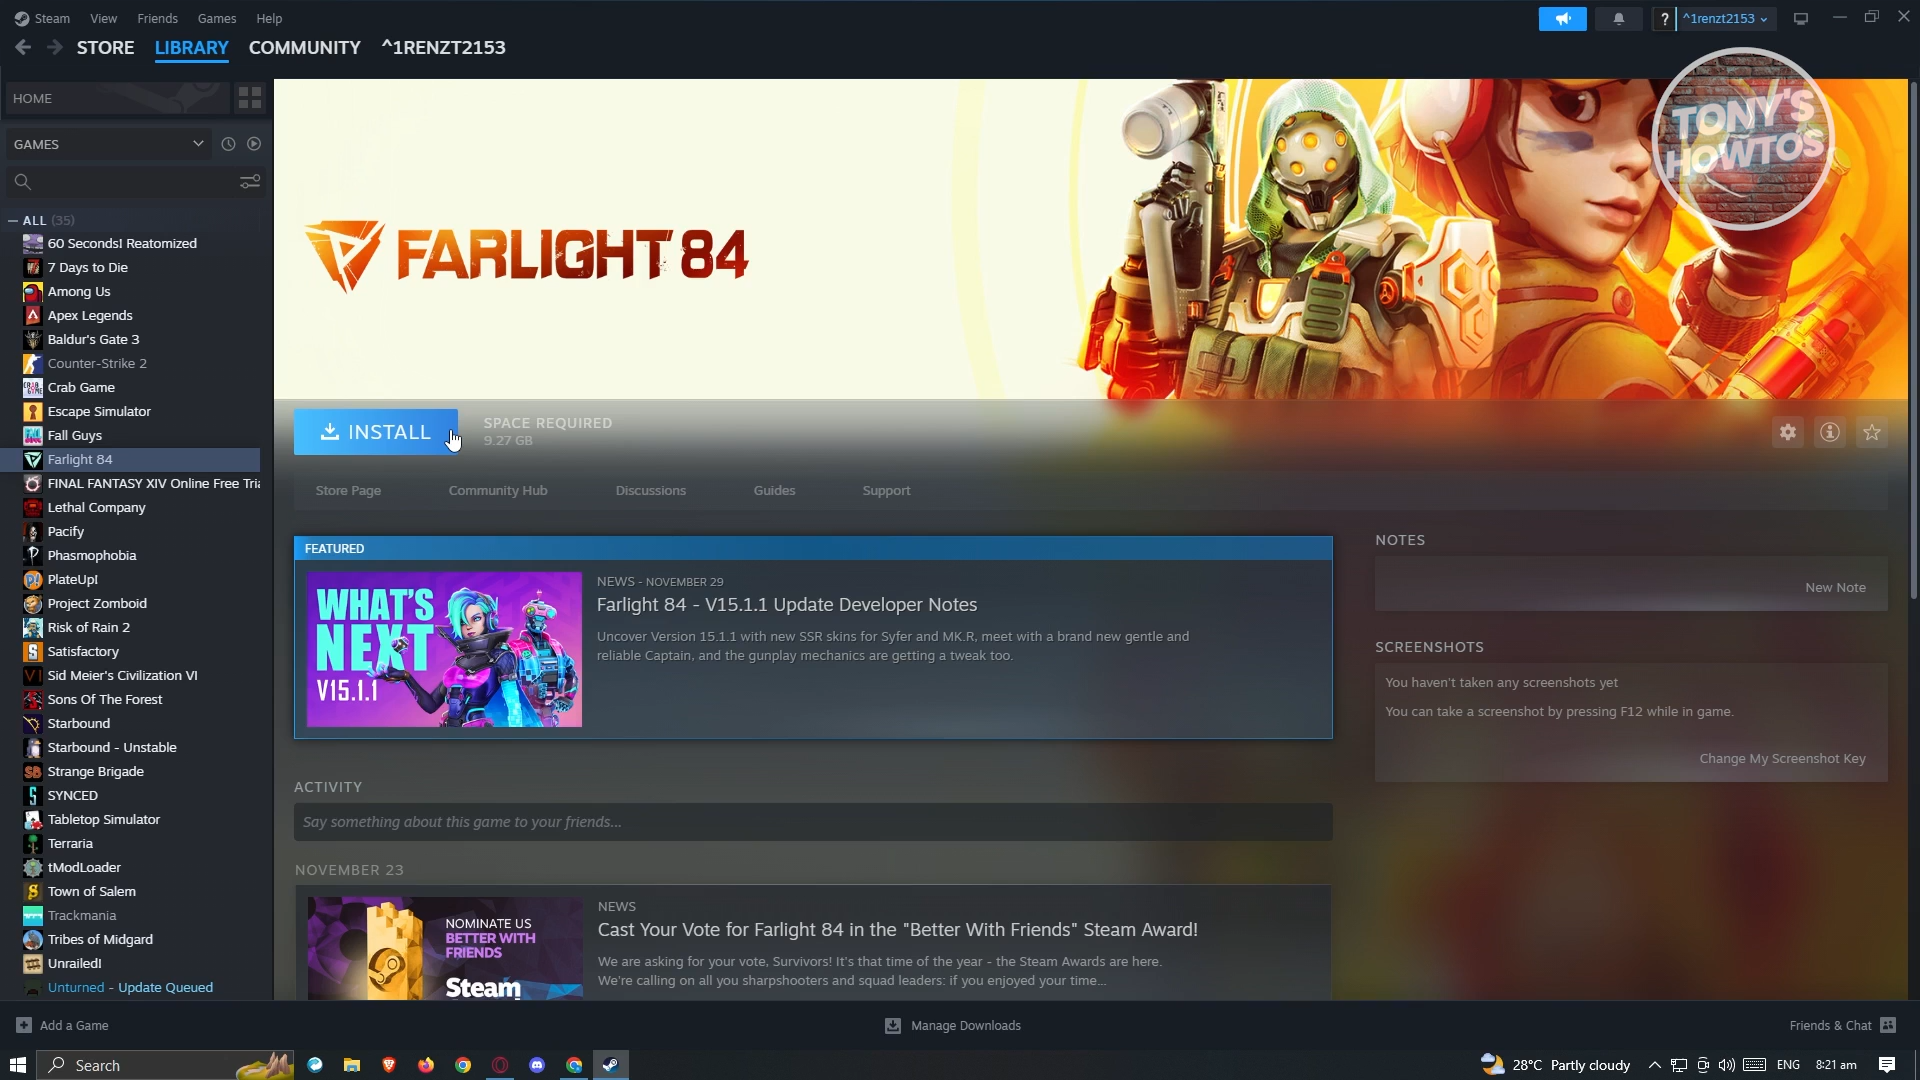 Steam View Friends Games Help
^1renzt2153
STORE LIBRARY COMMUNITY ^1RENZT2153
HOME
GAMES
ALL (35)
60 Seconds! Reatomized
7 Days to Die
Among Us
Apex Legends
Baldur's Gate 3
Counter-Strike 2
Crab Game
Escape Simulator
Fall Guys
Farlight 84
FINAL FANTASY XIV Online Free Tria
Lethal Company
Pacify
Phasmophobia
PlateUp!
Project Zomboid
Risk of Rain 2
Satisfactory
Sid Meier's Civilization VI
Sons Of The Forest
Starbound
Starbound - Unstable
Strange Brigade
SYNCED
Tabletop Simulator
Terraria
tModLoader
Town of Salem
Trackmania
Tribes of Midgard
Unrailed!
Unturned - Update Queued
TONY'S
HOWTOS
FARLIGHT 84
INSTALL
SPACE REQUIRED
9.27 GB
Store Page Community Hub Discussions Guides Support
FEATURED
WHAT'S
NEXT
V15.1.1
NEWS - NOVEMBER 29
Farlight 84 - V15.1.1 Update Developer Notes
Uncover Version 15.1.1 with new SSR skins for Syfer and MK.R, meet with a brand new gentle and
reliable Captain, and the gunplay mechanics are getting a tweak too.
NOTES
New Note
SCREENSHOTS
You haven't taken any screenshots yet
You can take a screenshot by pressing F12 while in game.
Change My Screenshot Key
ACTIVITY
Say something about this game to your friends...
NOVEMBER 23
NOMINATE US
BETTER WITH
FRIENDS
Steam
NEWS
Cast Your Vote for Farlight 84 in the "Better With Friends" Steam Award!
We are asking for your vote, Survivors! It's that time of the year - the Steam Awards are here.
We're calling on all you sharpshooters and squad leaders: if you enjoyed your time...
Add a Game
Manage Downloads
Friends & Chat
Search
28°C Partly cloudy
ENG
8:21 am